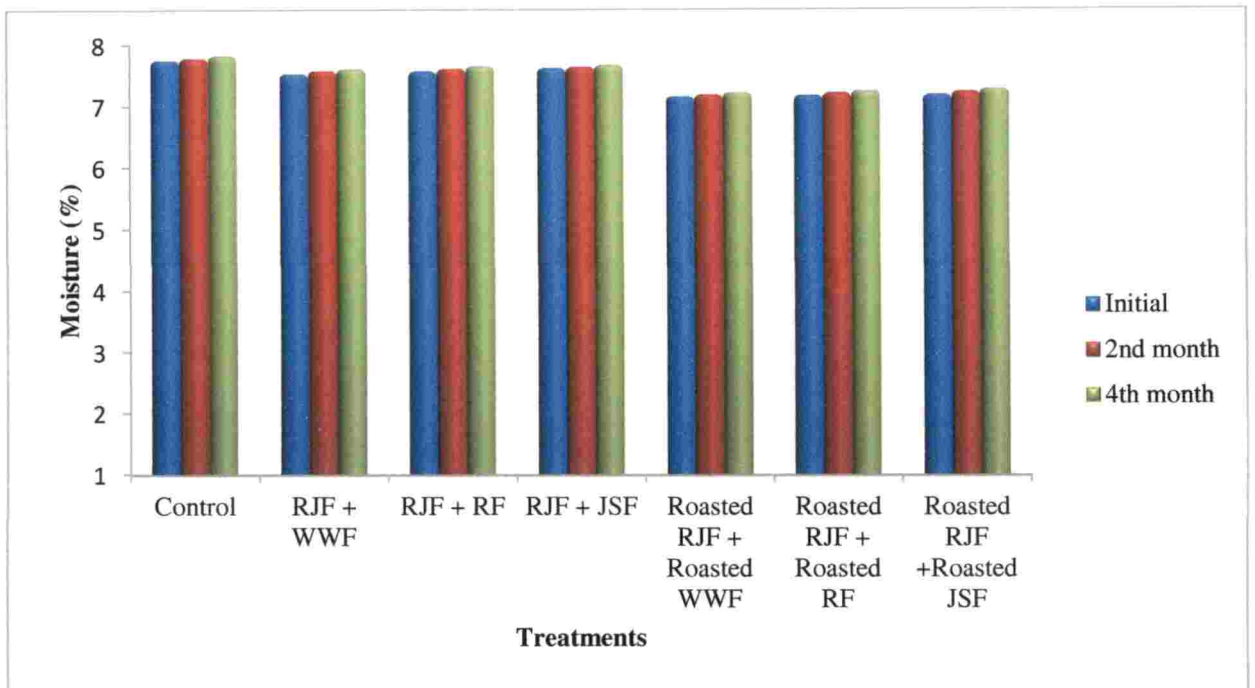 8
7
6
5
4
3
2
1
Moisture (%)
Control
RJF +
WWF
RJF + RF
RJF + JSF
Roasted
RJF +
Roasted
WWF
Roasted
RJF +
Roasted
RF
Roasted
RJF
+Roasted
JSF
Treatments
Initial
2nd month
4th month